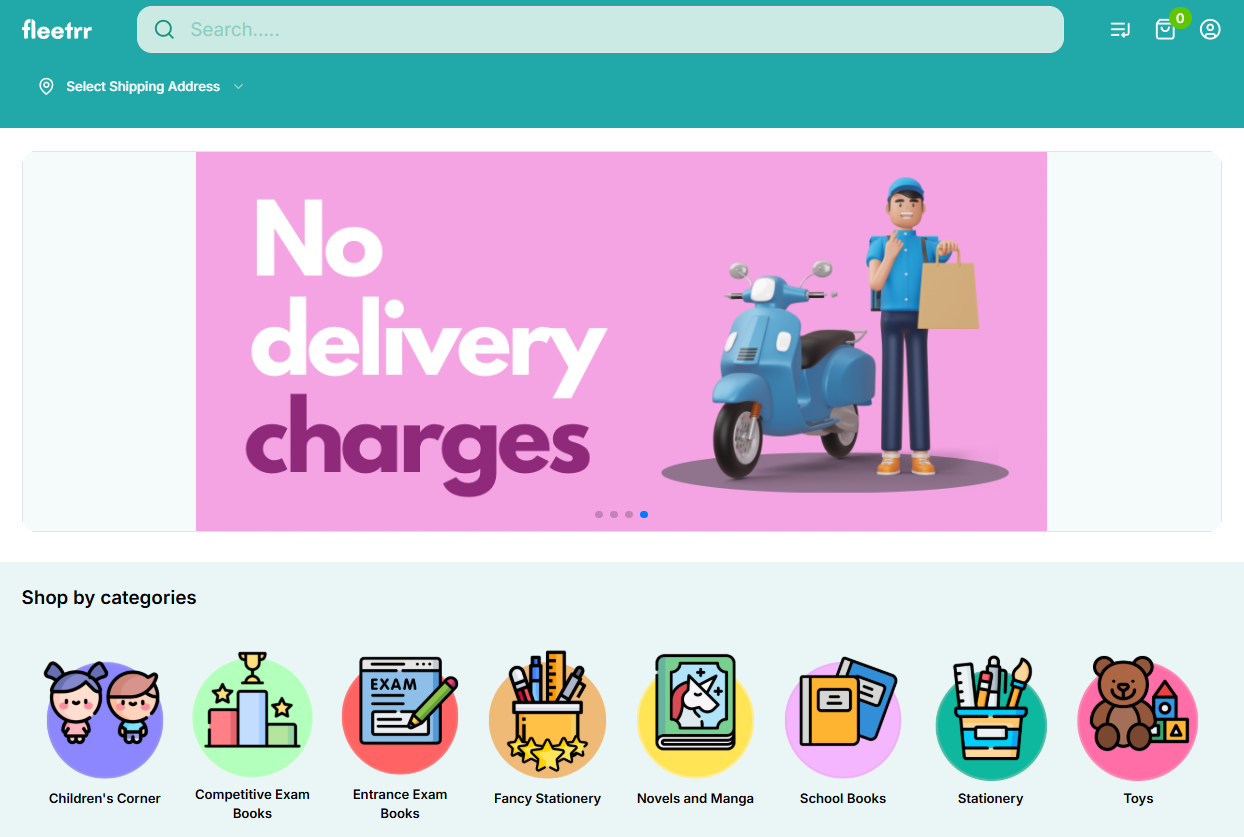 fleetrr
Search.....
0
Select Shipping Address
No
delivery
charges
Shop by categories
EXAM
Children's Corner
Competitive Exam
Books
Entrance Exam
Books
Fancy Stationery
Novels and Manga
School Books
Stationery
Toys